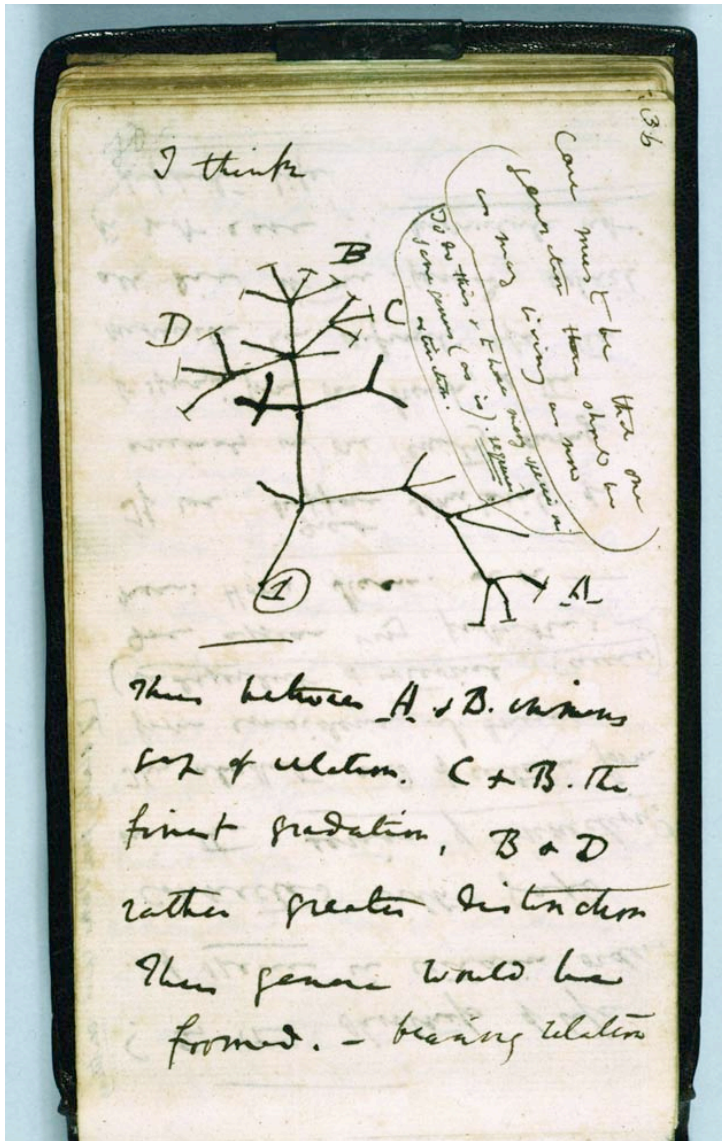 36
I think
Case must be that one
generation then should be
as many living as now
To do this & to have many species in
same genus (as is). requires
extinction.
B
C
D
A
1
Thus between A & B. immens
gap of relation. C & B. the
finest gradation, B & D
rather greater distinction
Thus genera would be
formed. — bearing relation